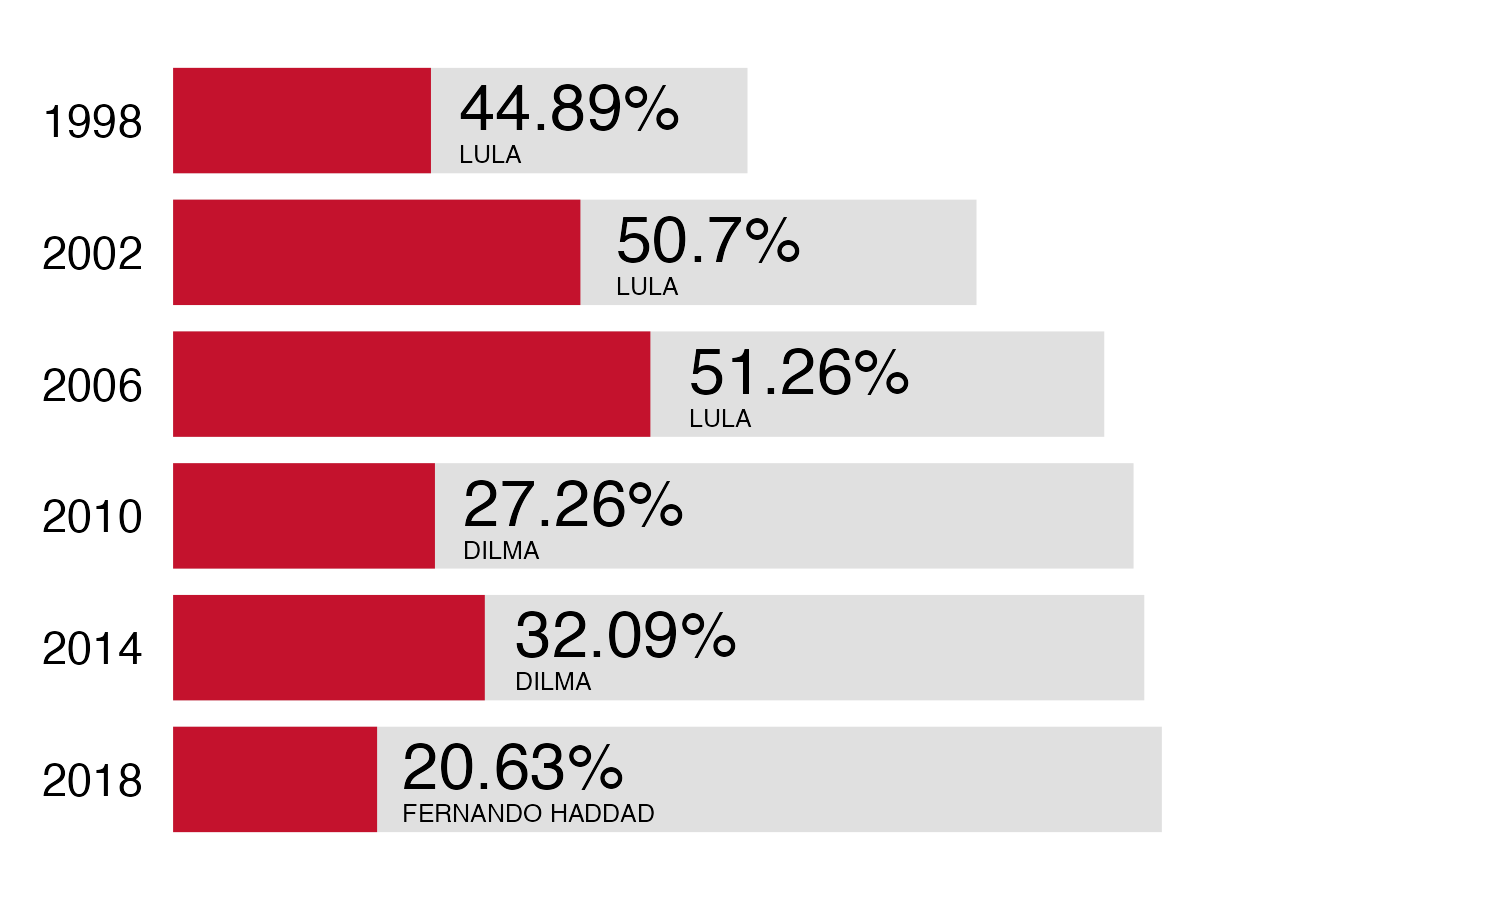 1998
44.89%
LULA
2002
50.7%
LULA
2006
51.26%
LULA
2010
27.26%
DILMA
2014
32.09%
DILMA
2018
20.63%
FERNANDO HADDAD